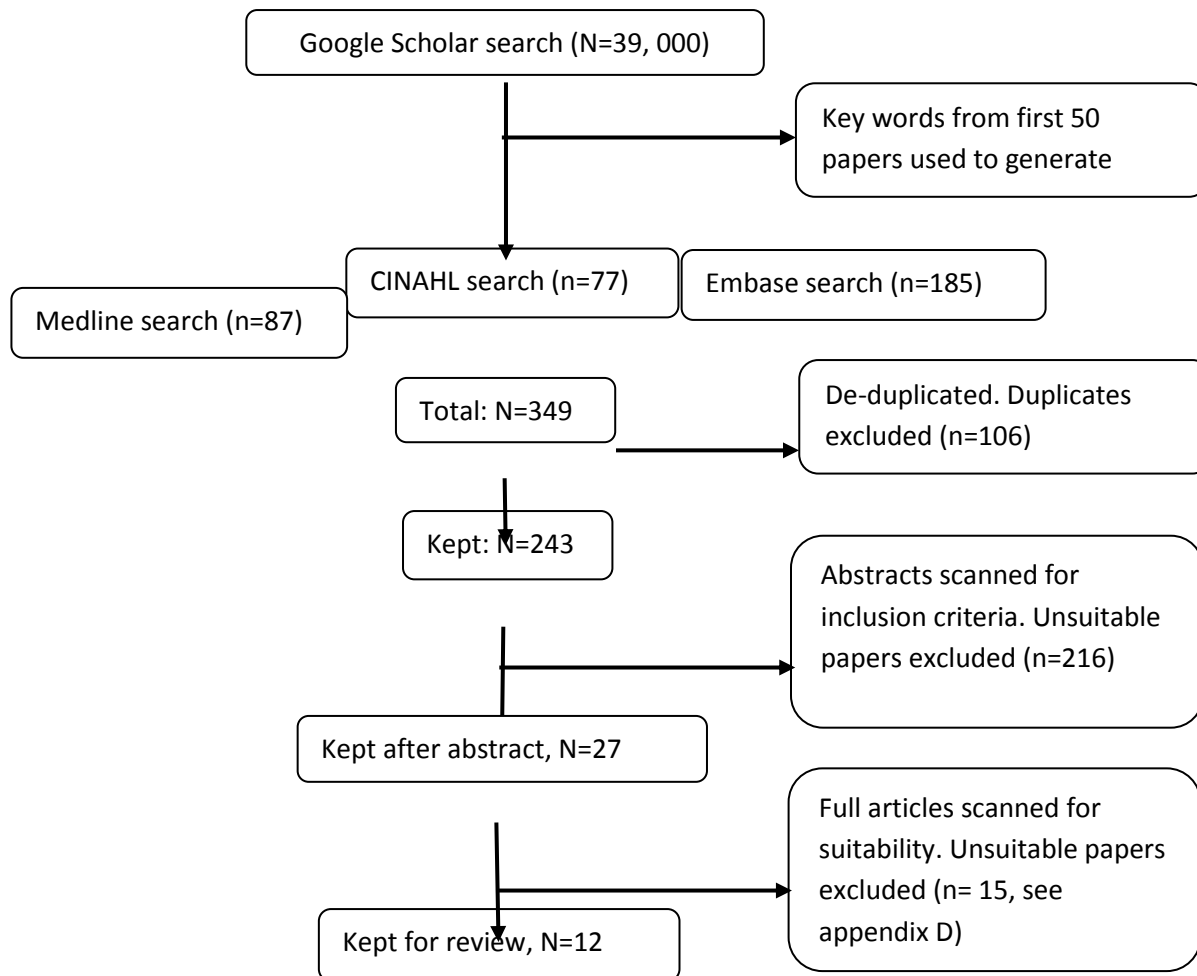 Google Scholar search (N=39, 000)
Key words from first 50
papers used to generate
CINAHL search (n=77)
Embase search (n=185)
Medline search (n=87)
Total: N=349
De-duplicated. Duplicates
excluded (n=106)
Kept: N=243
Abstracts scanned for
inclusion criteria. Unsuitable
papers excluded (n=216)
Kept after abstract, N=27
Full articles scanned for
suitability. Unsuitable papers
excluded (n= 15, see
appendix D)
Kept for review, N=12